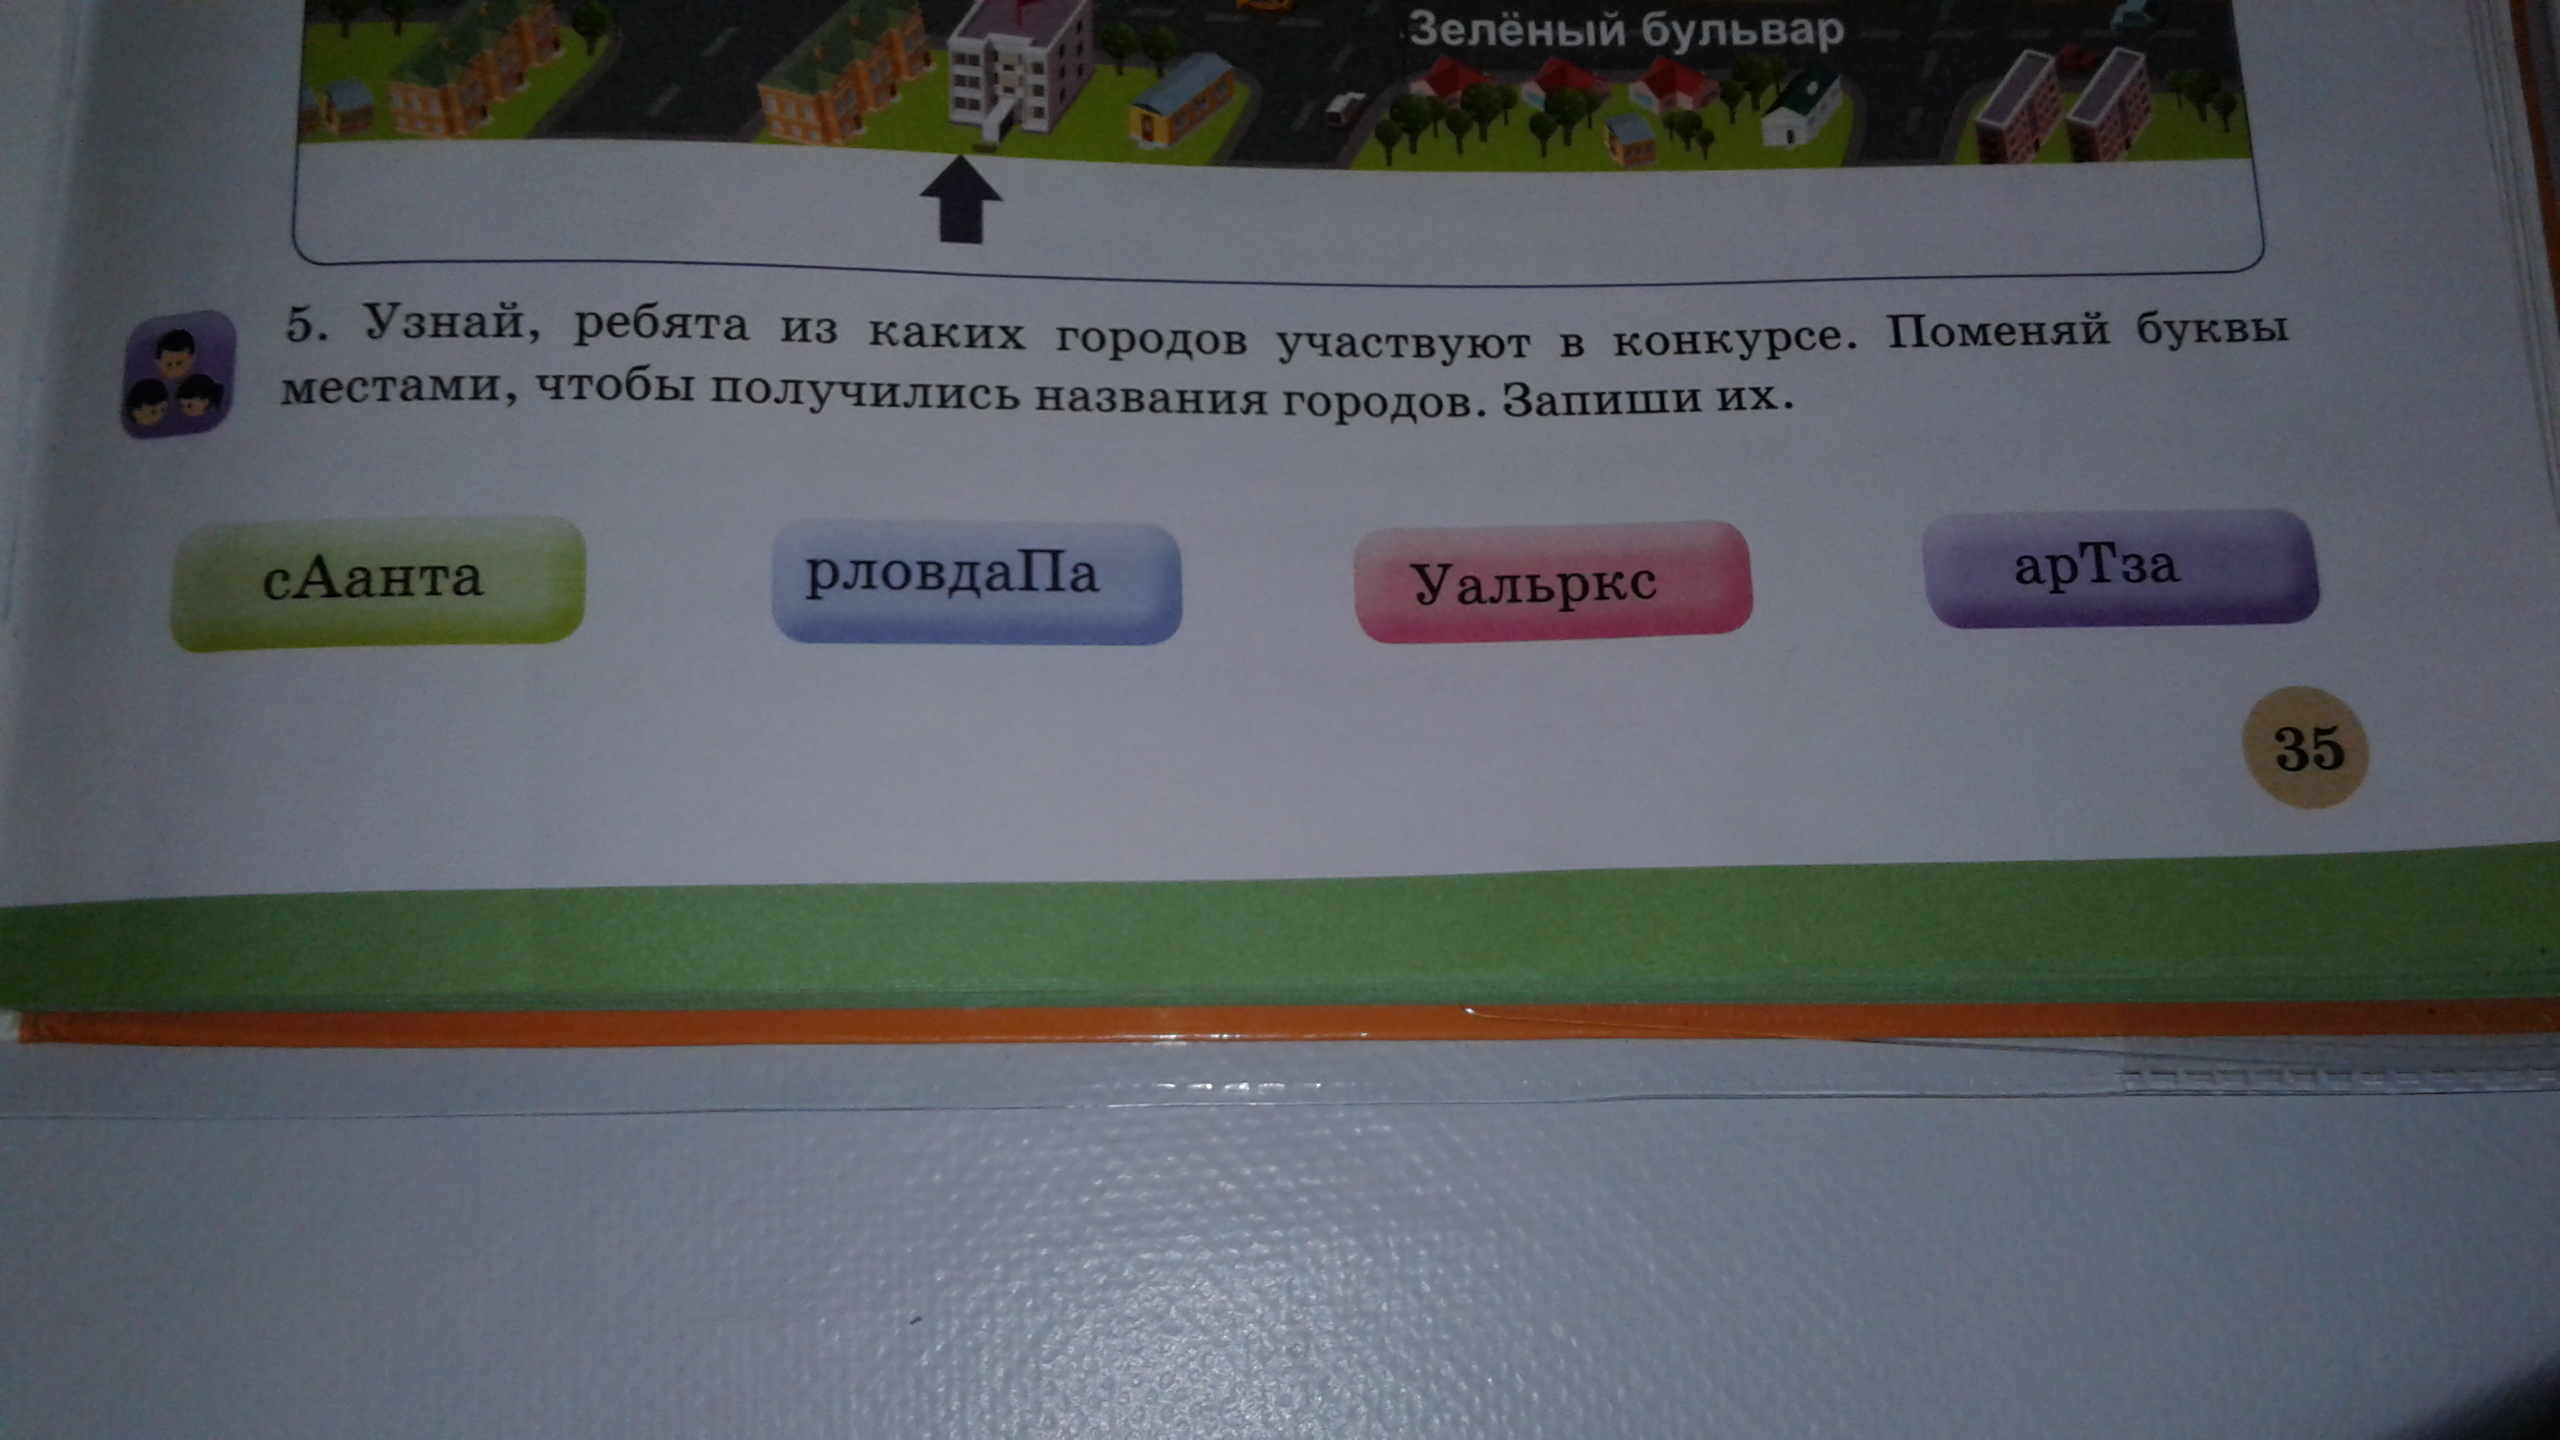 Зелёный бульвар
5. Узнай, ребята из каких городов участвуют в конкурсе. Поменяй буквы
местами, чтобы получились названия городов. Запиши их.
сАанта
рловдаПа
Уальркс
арТза
35